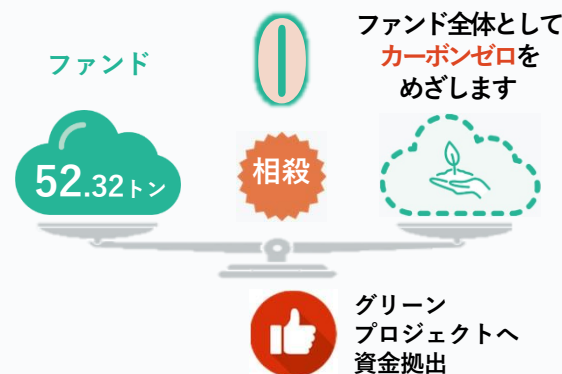 ファンド
0
ファンド全体として
カーボンゼロを
めざします
52.32トン
相殺
グリーン
プロジェクトへ
資金拠出